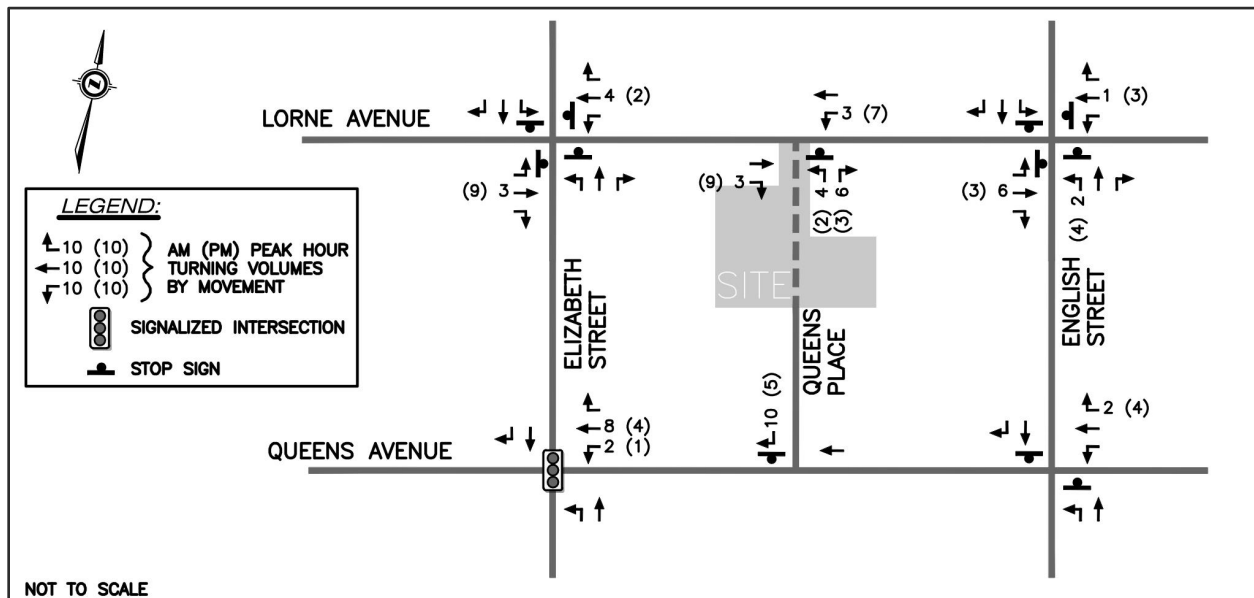 N
LORNE AVENUE
4 (2)
3 (7)
1 (3)
(9) 3
(9) 3
4 (2)
6 (3)
(3) 6
(4) 2
LEGEND:
10 (10)
10 (10)
10 (10)
AM (PM) PEAK HOUR
TURNING VOLUMES
BY MOVEMENT
SIGNALIZED INTERSECTION
STOP SIGN
SITE
ELIZABETH
STREET
QUEENS
PLACE
ENGLISH
STREET
QUEENS AVENUE
8 (4)
2 (1)
10 (5)
2 (4)
NOT TO SCALE